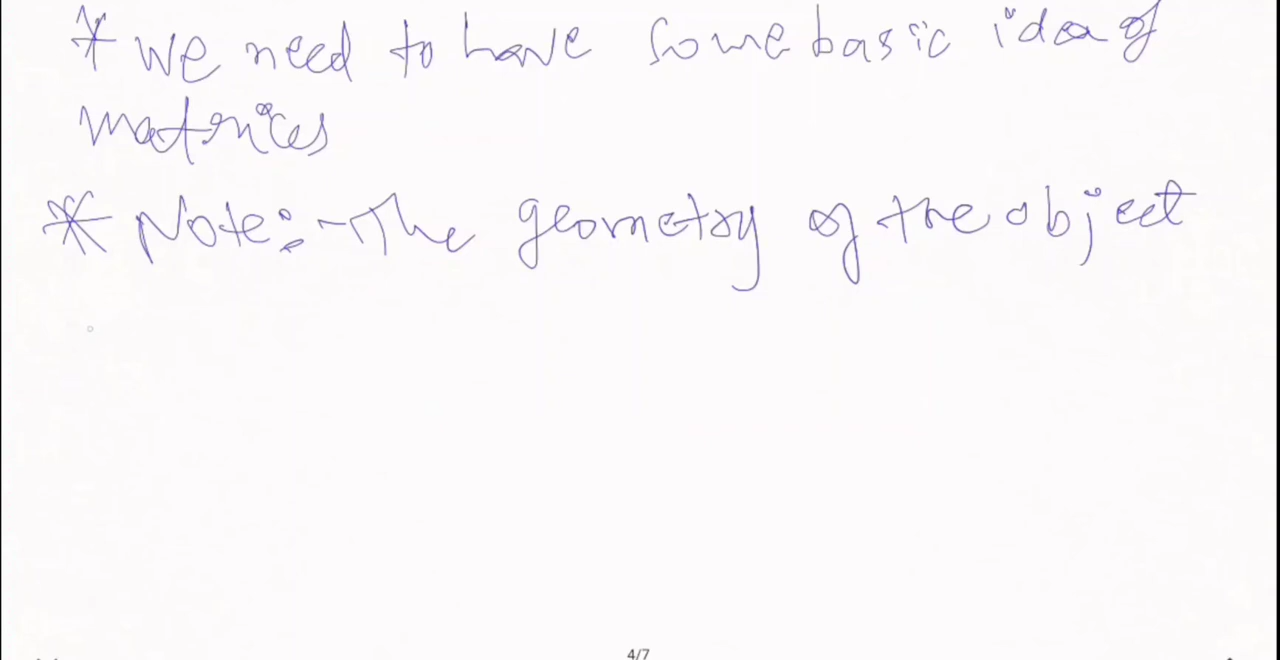 * We need to have some basic idea of
matrices
* Note:- The geometry of the object
4/7